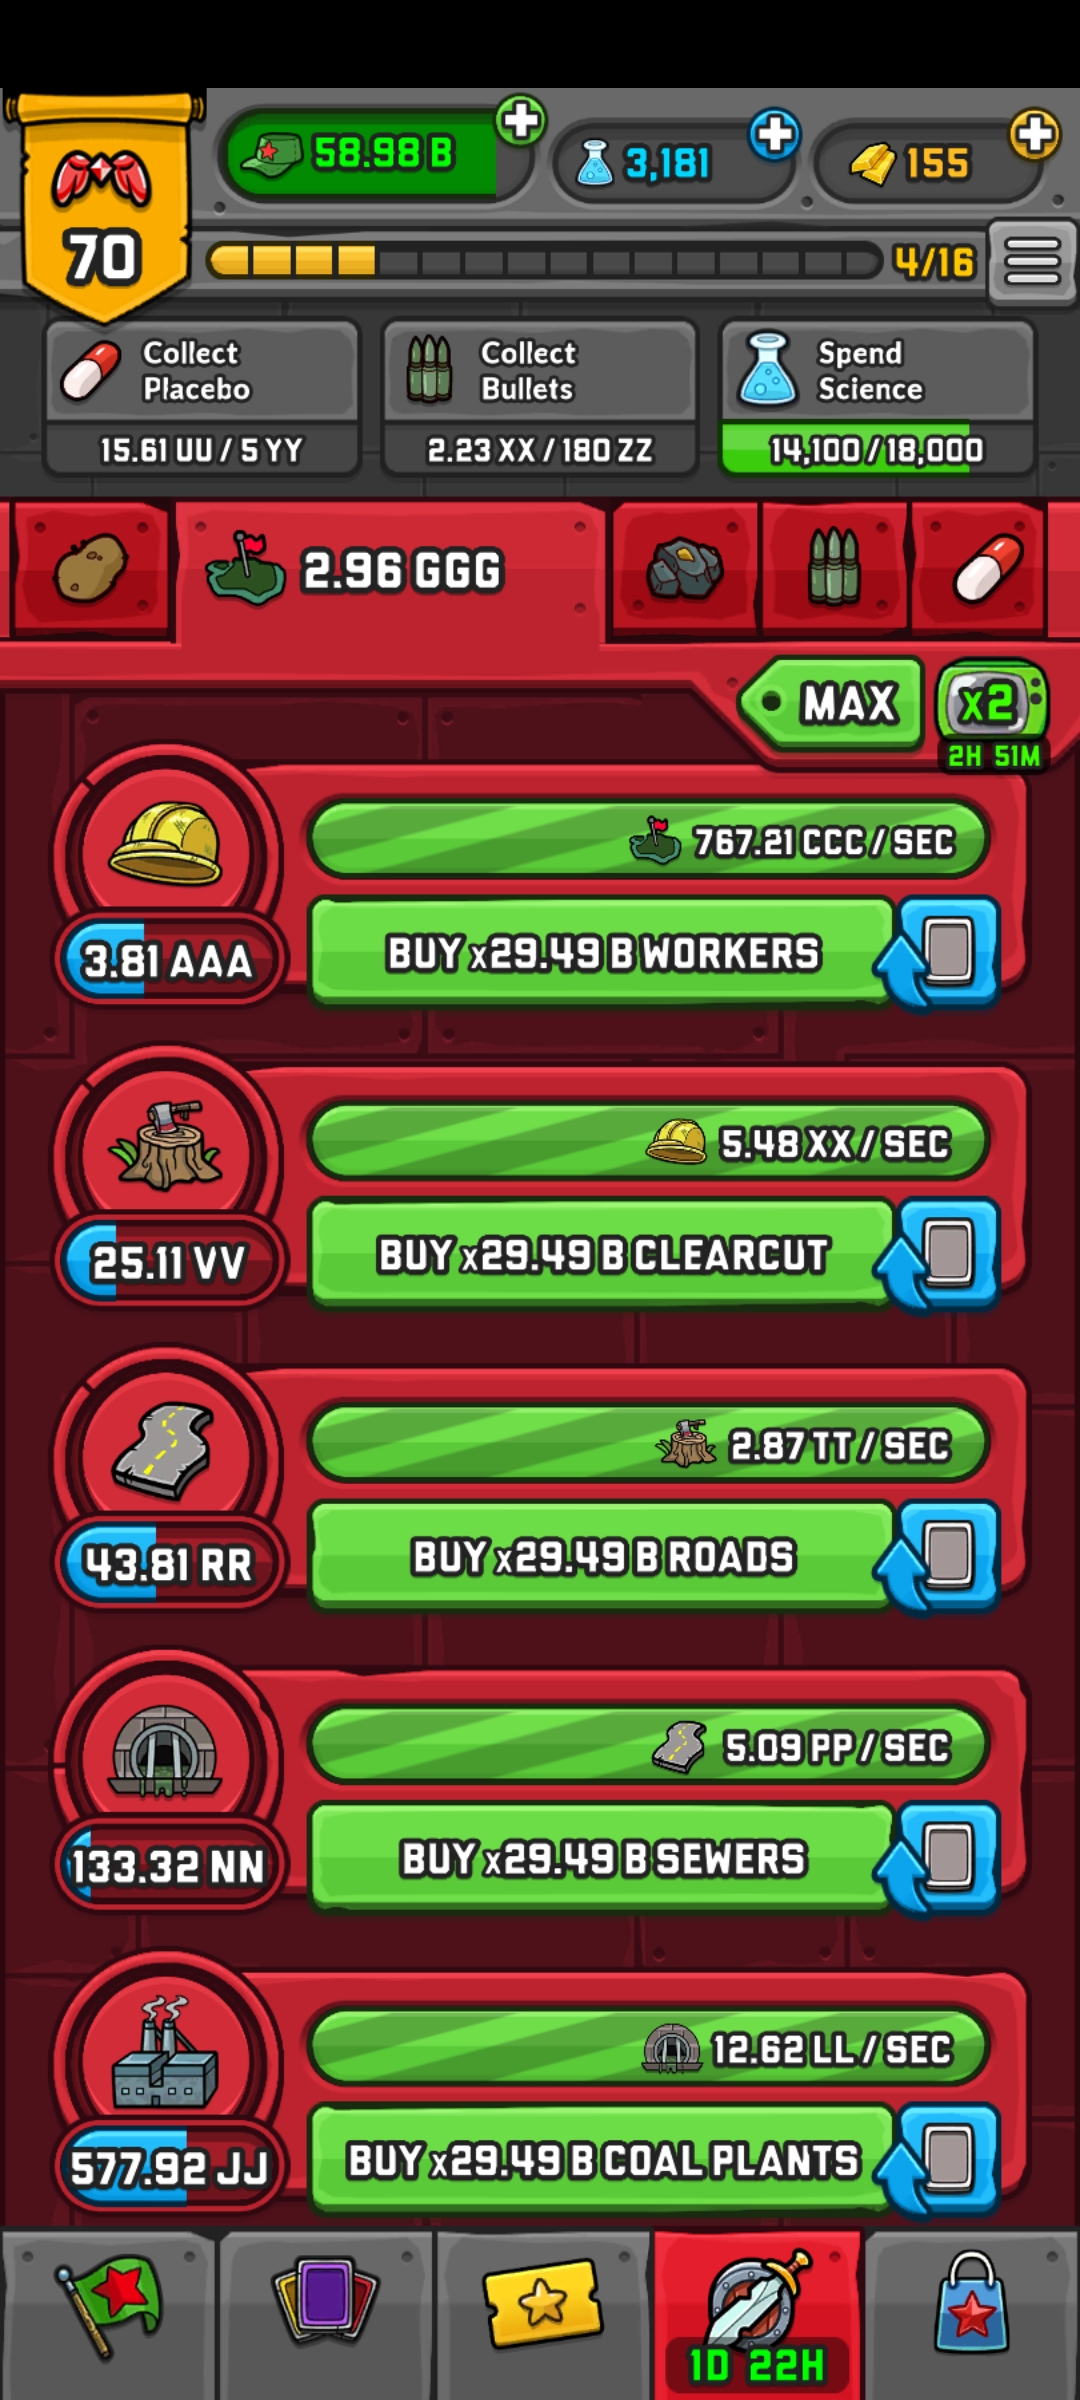 70
58.98 B
3,181
155
4/16
Collect
Placebo
15.61 UU / 5 YY
Collect
Bullets
2.23 XX / 180 ZZ
Spend
Science
14,100 / 18,000
2.96 GGG
MAX
x2
2H 51M
767.21 CCC / SEC
3.81 AAA
BUY x29.49 B WORKERS
5.48 XX / SEC
25.11 VV
BUY x29.49 B CLEARCUT
2.87 TT / SEC
43.81 RR
BUY x29.49 B ROADS
5.09 PP / SEC
133.32 NN
BUY x29.49 B SEWERS
12.62 LL / SEC
577.92 JJ
BUY x29.49 B COAL PLANTS
1D 22H